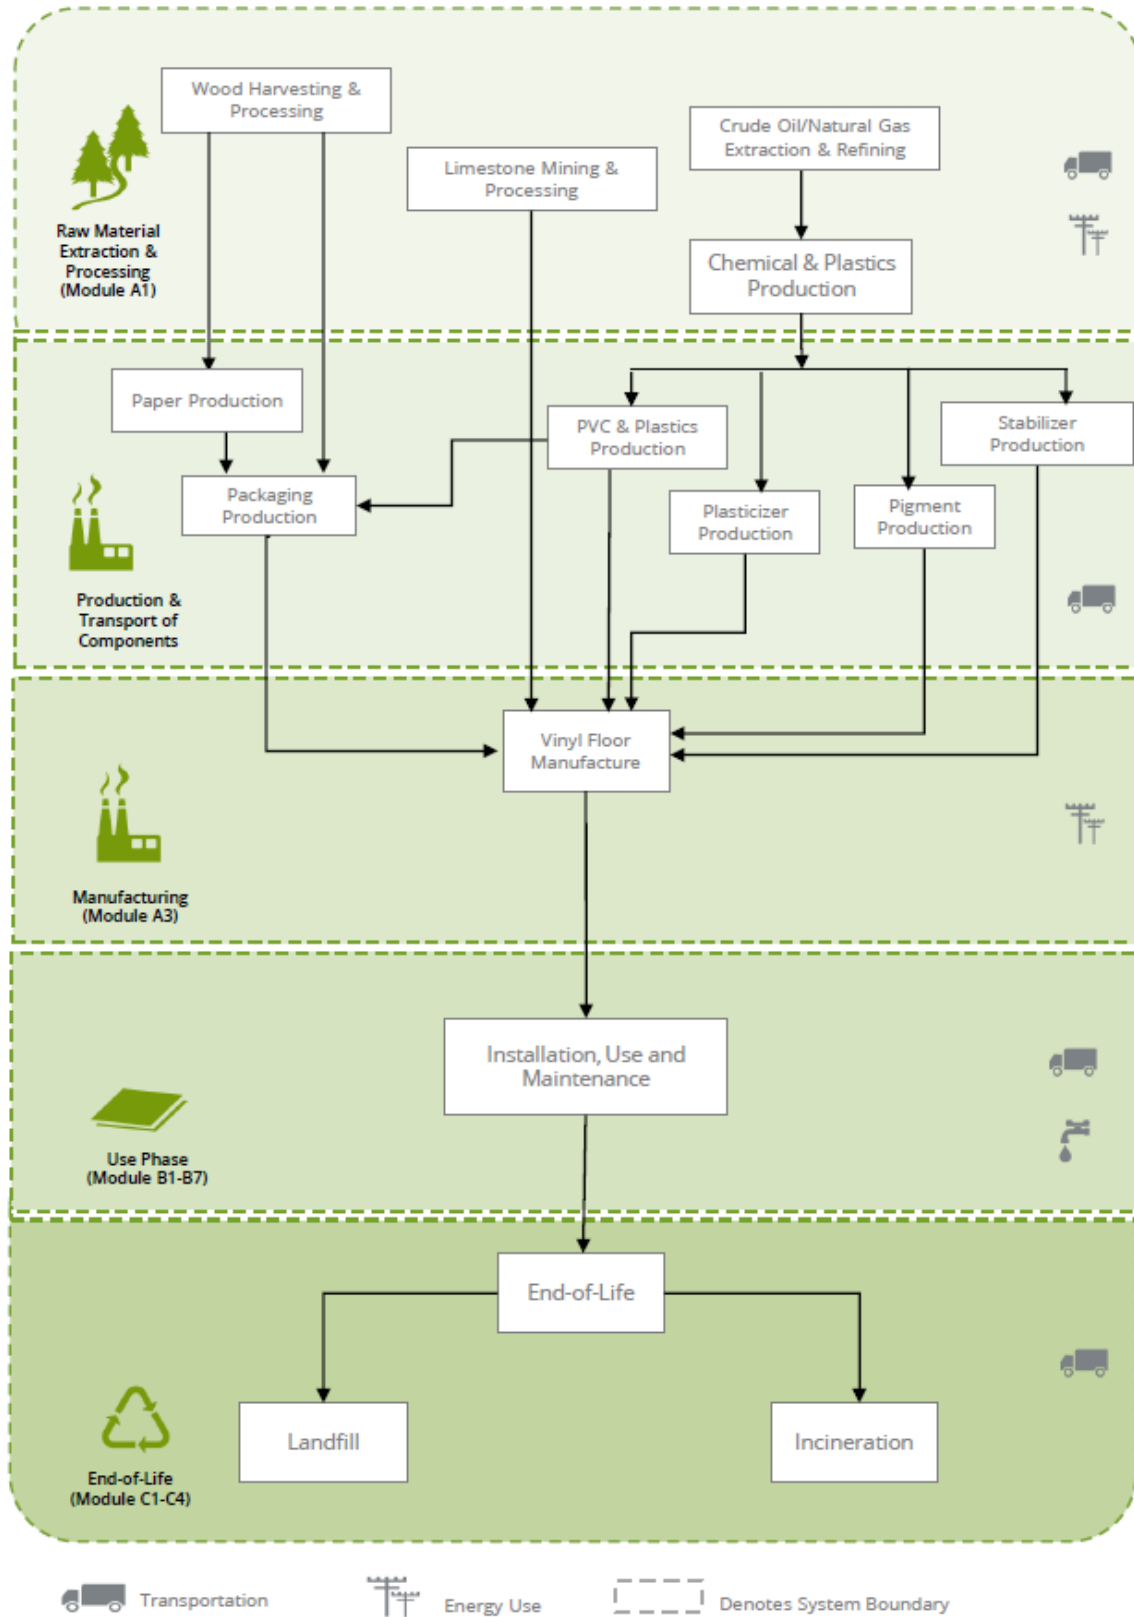 Wood Harvesting &
Processing
Crude Oil/Natural Gas
Extraction & Refining
Limestone Mining &
Processing
Raw Material
Extraction &
Processing
(Module A1)
Chemical & Plastics
Production
Paper Production
PVC & Plastics
Production
Stabilizer
Production
Packaging
Production
Plasticizer
Production
Pigment
Production
Production &
Transport of
Components
Vinyl Floor
Manufacture
Manufacturing
(Module A3)
Installation, Use and
Maintenance
Use Phase
(Module B1-B7)
End-of-Life
Landfill
Incineration
End-of-Life
(Module C1-C4)
Transportation
Energy Use
Denotes System Boundary